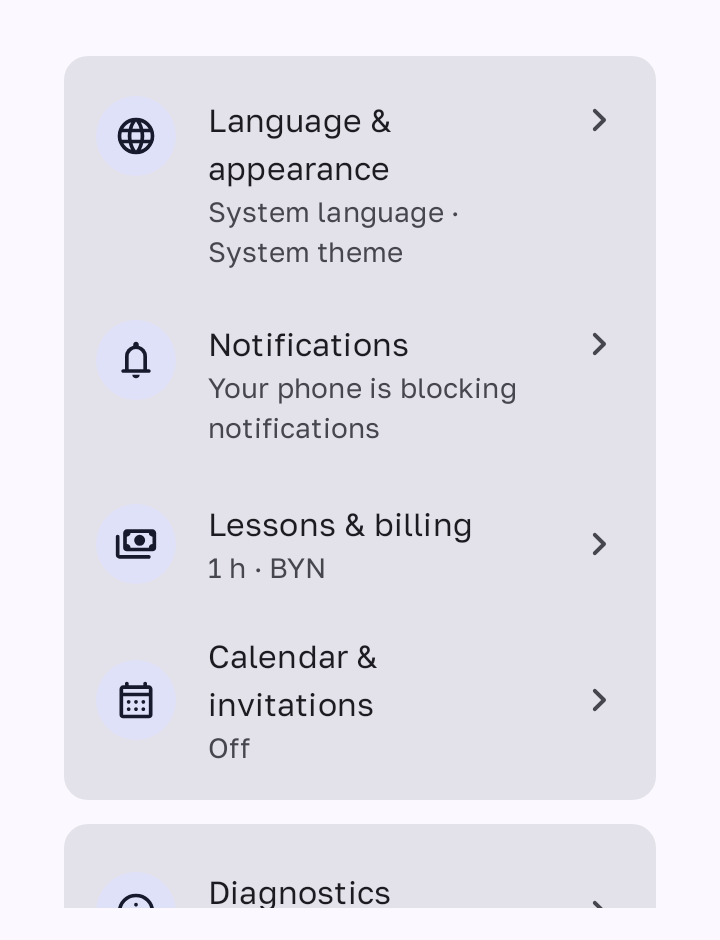 Language &
appearance
System language ·
System theme
Notifications
Your phone is blocking
notifications
Lessons & billing
1 h · BYN
Calendar &
invitations
Off
Diagnostics